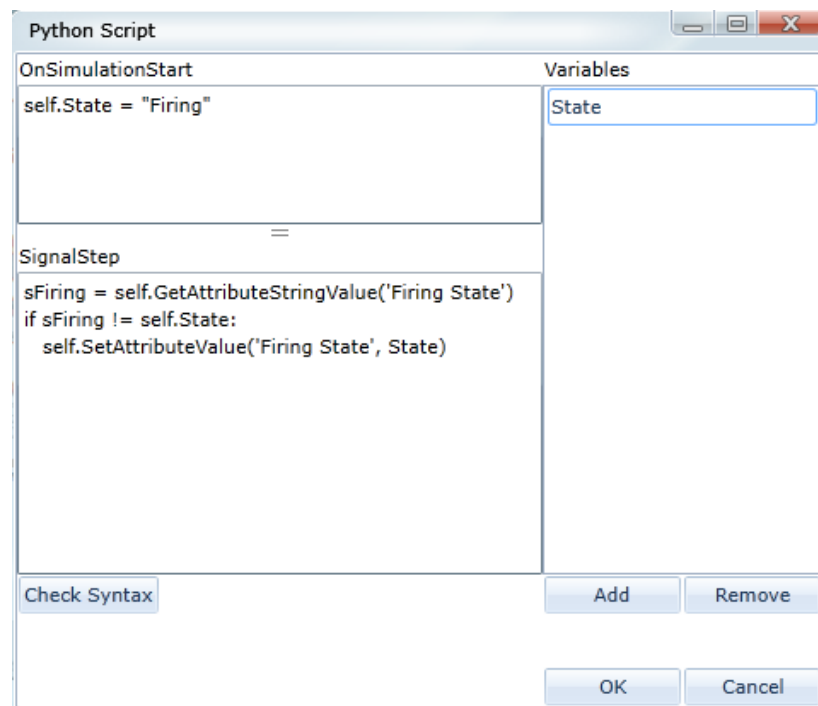 Python Script
OnSimulationStart
self.State = "Firing"
Variables
State
SignalStep
sFiring = self.GetAttributeStringValue('Firing State')
if sFiring != self.State:
   self.SetAttributeValue('Firing State', State)
Check Syntax
Add
Remove
OK
Cancel